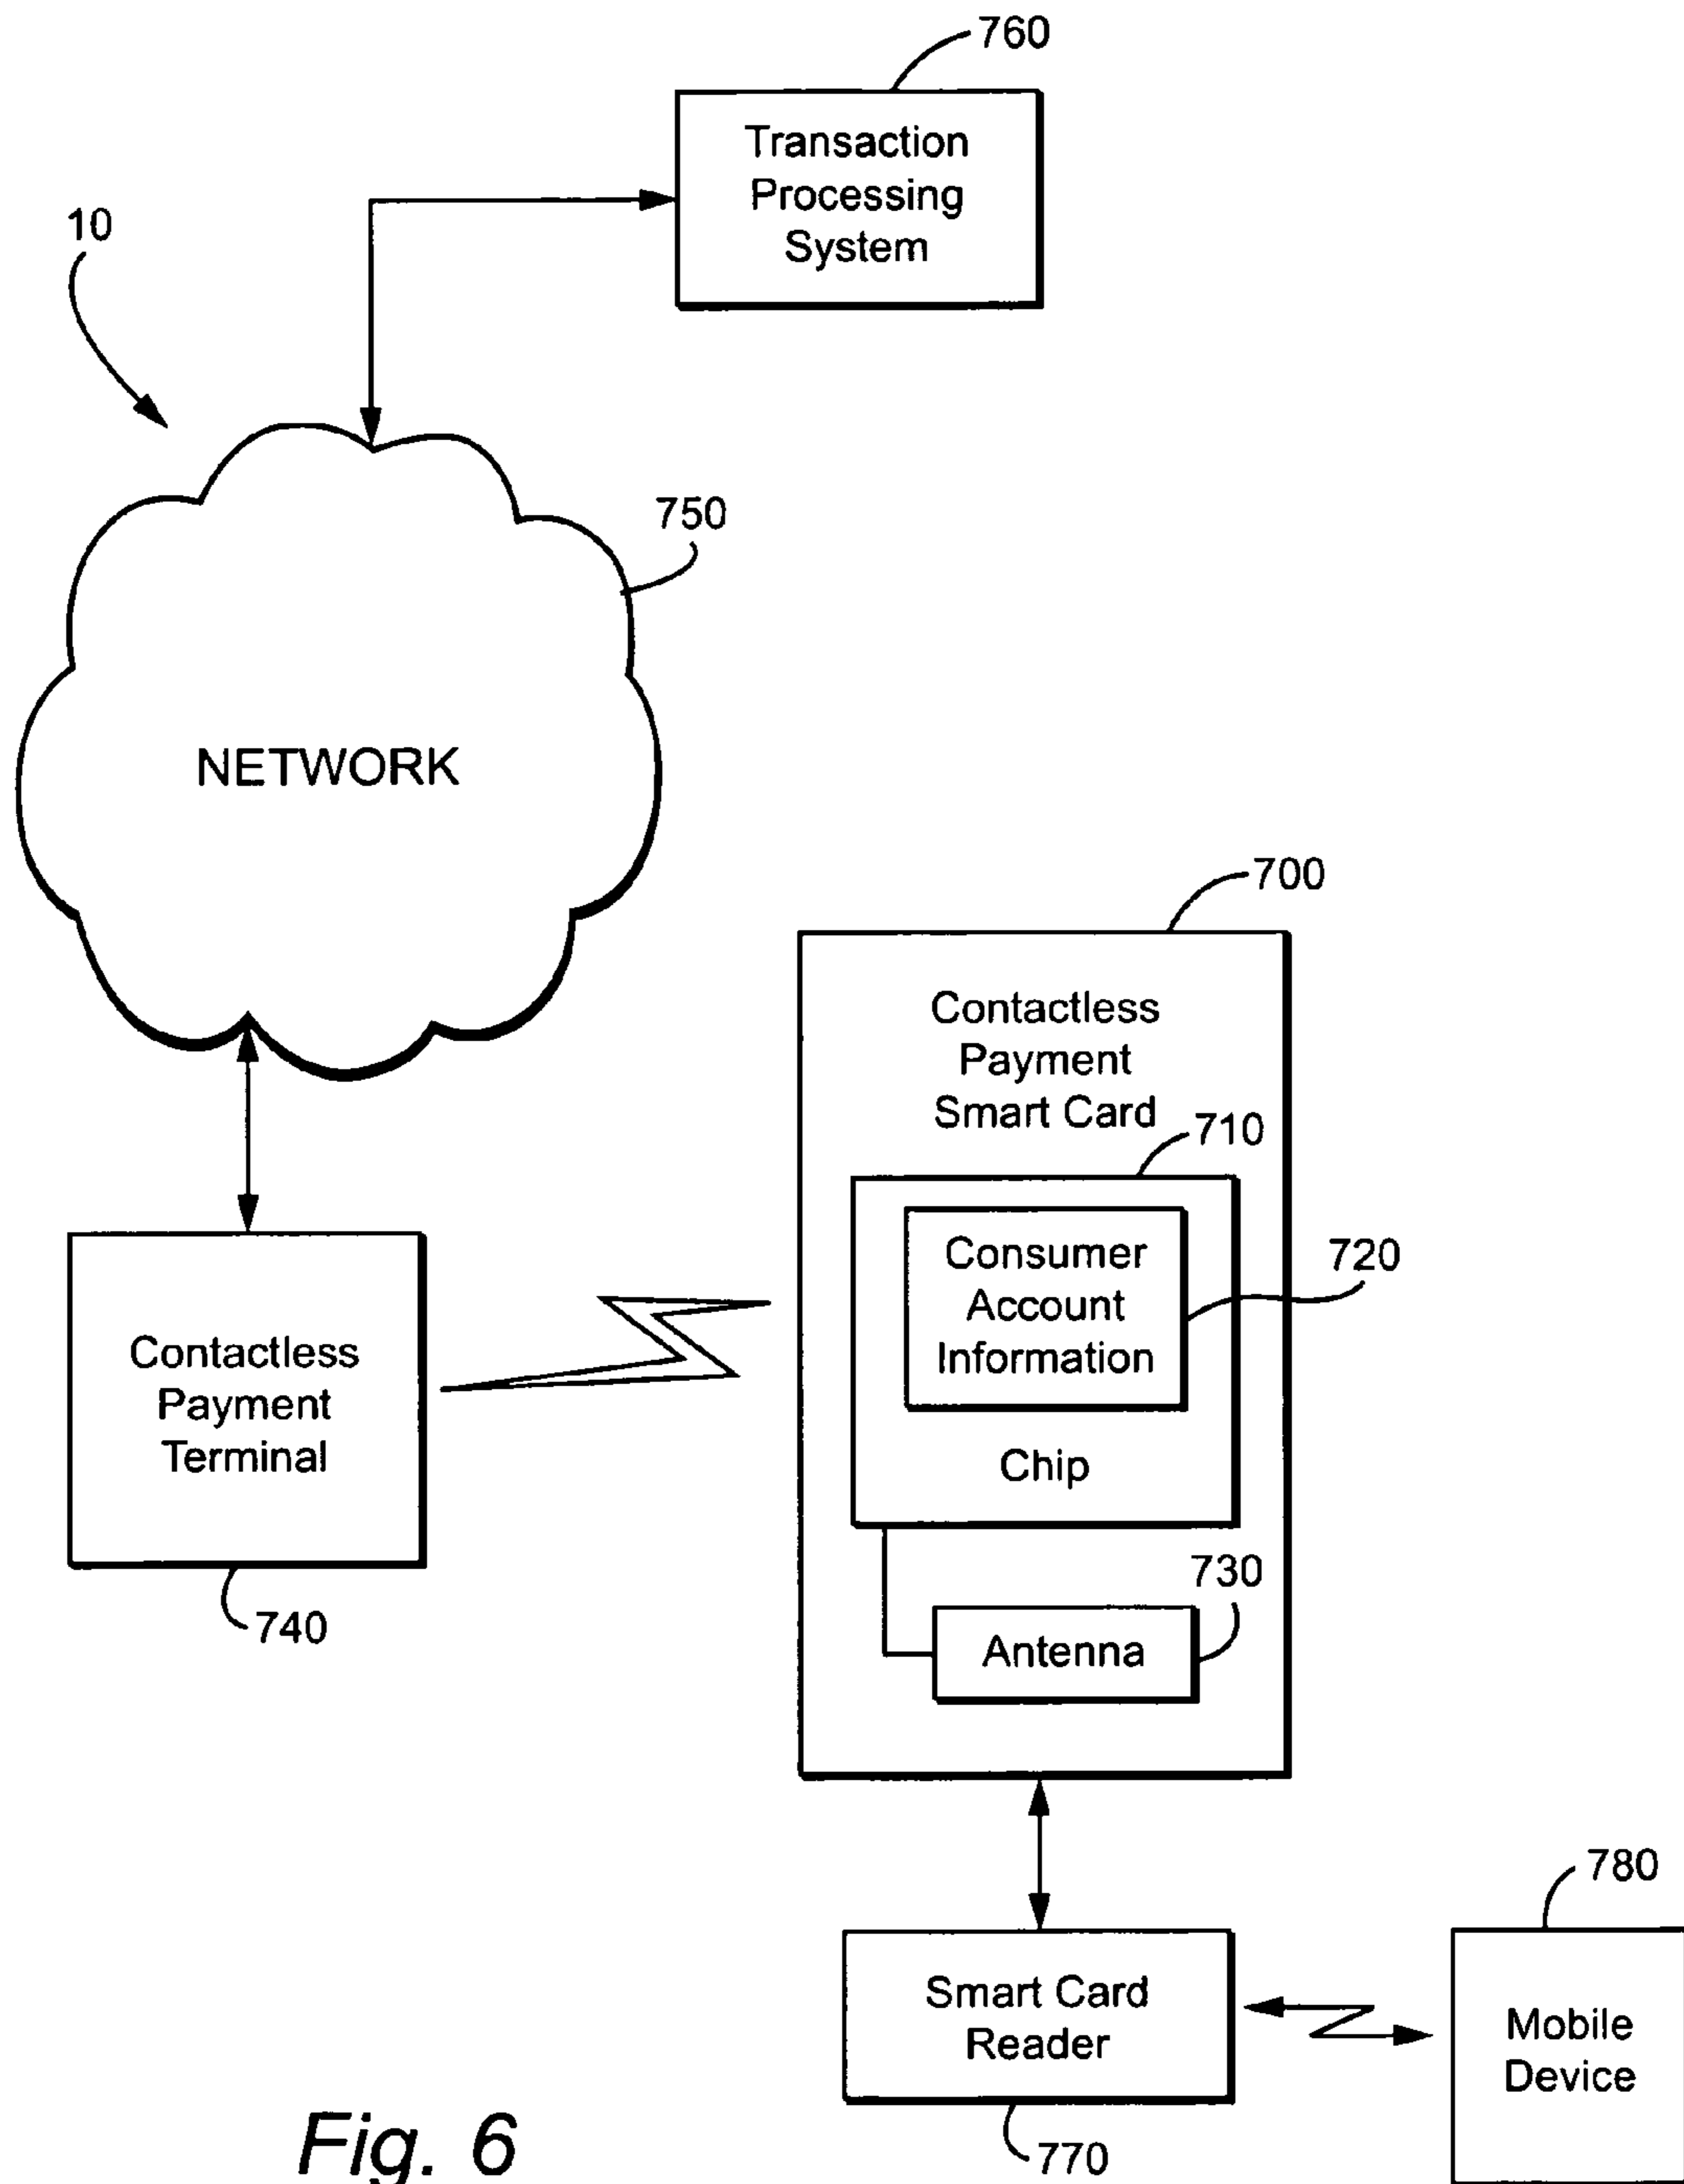 760
Transaction
Processing
System
10
750
NETWORK
700
Contactless
Payment
Smart Card
710
Consumer
Account
Information
720
Chip
Contactless
Payment
Terminal
740
730
Antenna
780
Smart Card
Reader
Mobile
Device
770
Fig. 6